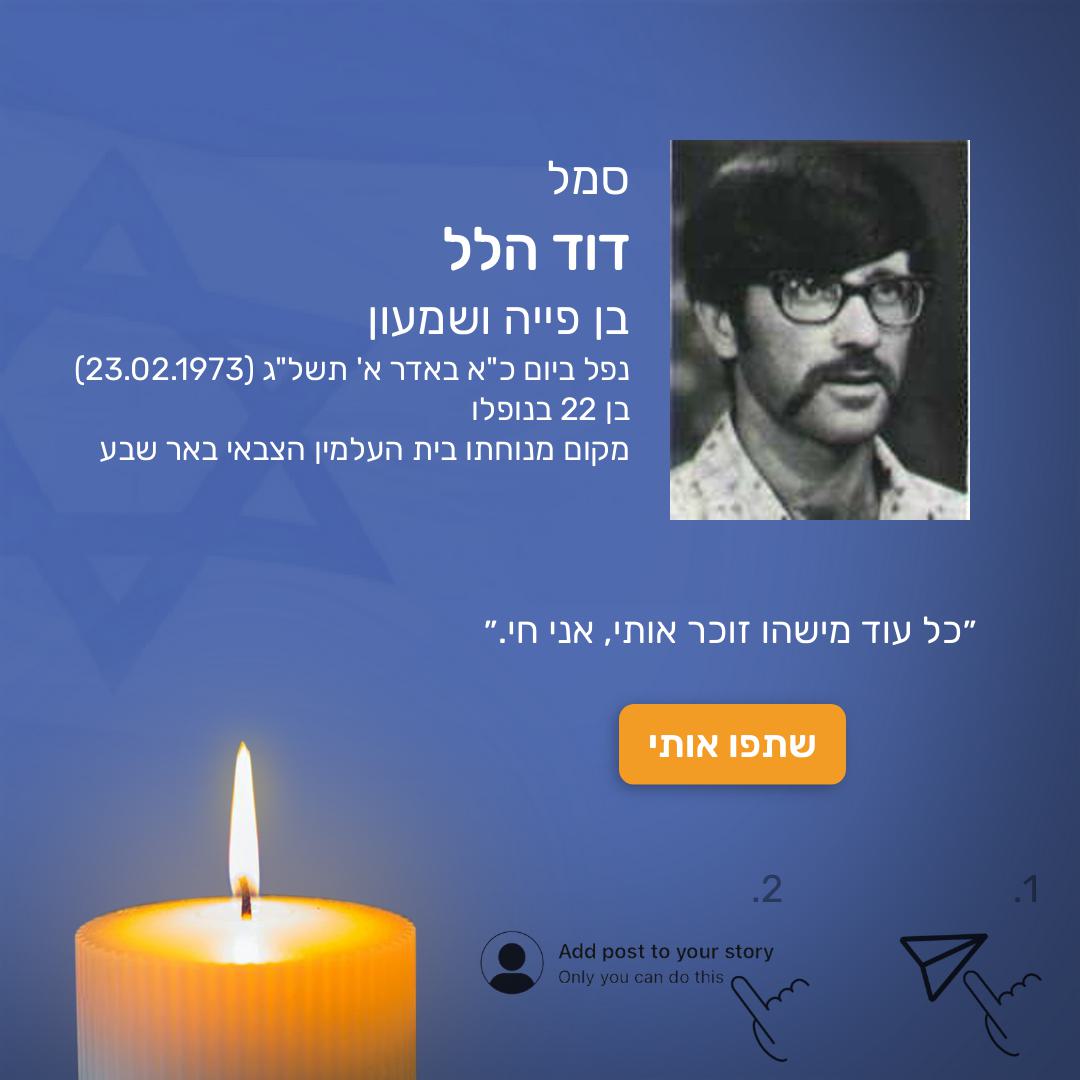 סמל
דוד הלל
בן פייה ושמעון
נפל ביום כ"א באדר א' תשל"ג (23.02.1973)
בן 22 בנופלו
מקום מנוחתו בית העלמין הצבאי באר שבע
״כל עוד מישהו זוכר אותי, אני חי.״
שתפו אותי
1.
2.
Add post to your story
Only you can do this